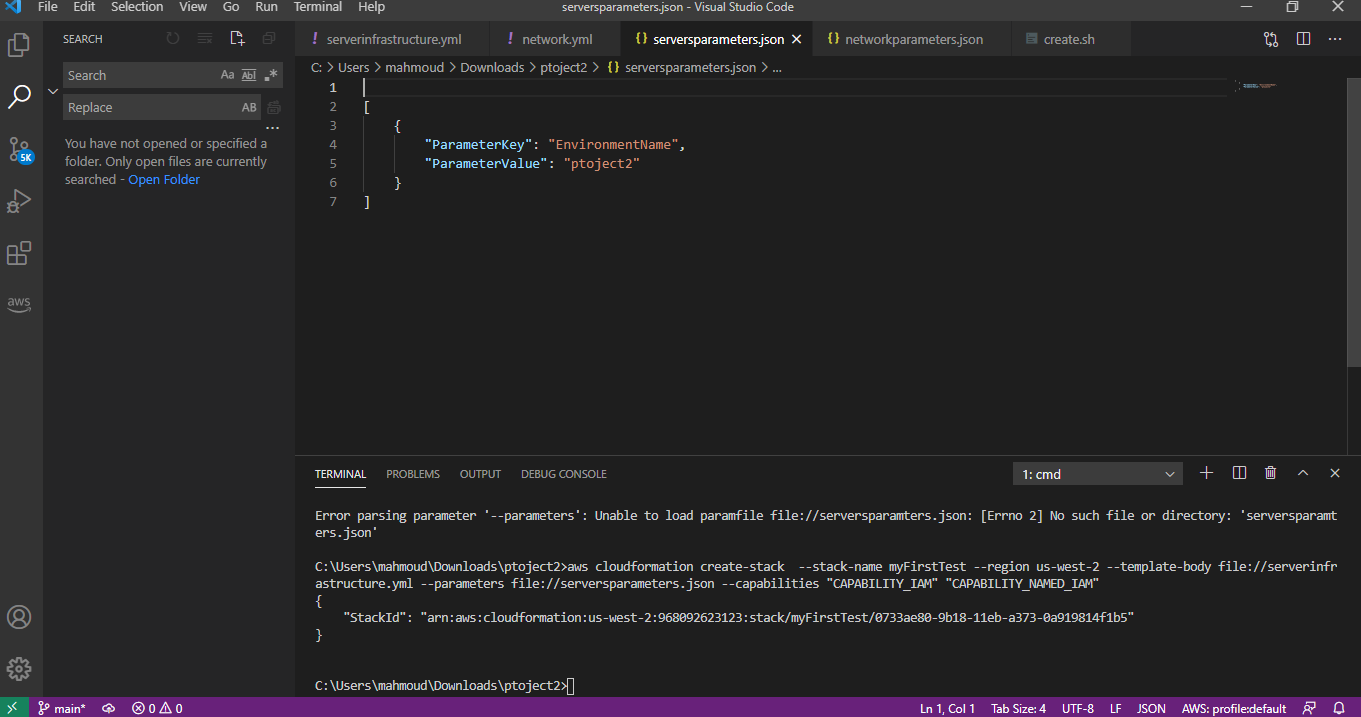 File Edit Selection View Go Run Terminal Help serversparameters.json - Visual Studio Code
SEARCH
! serverinfrastructure.yml ! network.yml {} serversparameters.json {} networkparameters.json create.sh
C: > Users > mahmoud > Downloads > ptoject2 > {} serversparameters.json > ...
Search Aa Abl .*
Replace AB
...
You have not opened or specified a
folder. Only open files are currently
searched - Open Folder
5K
aws
1
2 [
3 {
4 "ParameterKey": "EnvironmentName",
5 "ParameterValue": "ptoject2"
6 }
7 ]
TERMINAL PROBLEMS OUTPUT DEBUG CONSOLE 1: cmd
Error parsing parameter '--parameters': Unable to load paramfile file://serversparamters.json: [Errno 2] No such file or directory: 'serversparamt
ers.json'
C:\Users\mahmoud\Downloads\ptoject2>aws cloudformation create-stack  --stack-name myFirstTest --region us-west-2 --template-body file://serverinfr
astructure.yml --parameters file://serversparameters.json --capabilities "CAPABILITY_IAM" "CAPABILITY_NAMED_IAM"
{
"StackId": "arn:aws:cloudformation:us-west-2:968092623123:stack/myFirstTest/0733ae80-9b18-11eb-a373-0a919814f1b5"
}
C:\Users\mahmoud\Downloads\ptoject2>
main* 0 0 Ln 1, Col 1 Tab Size: 4 UTF-8 LF JSON AWS: profile:default